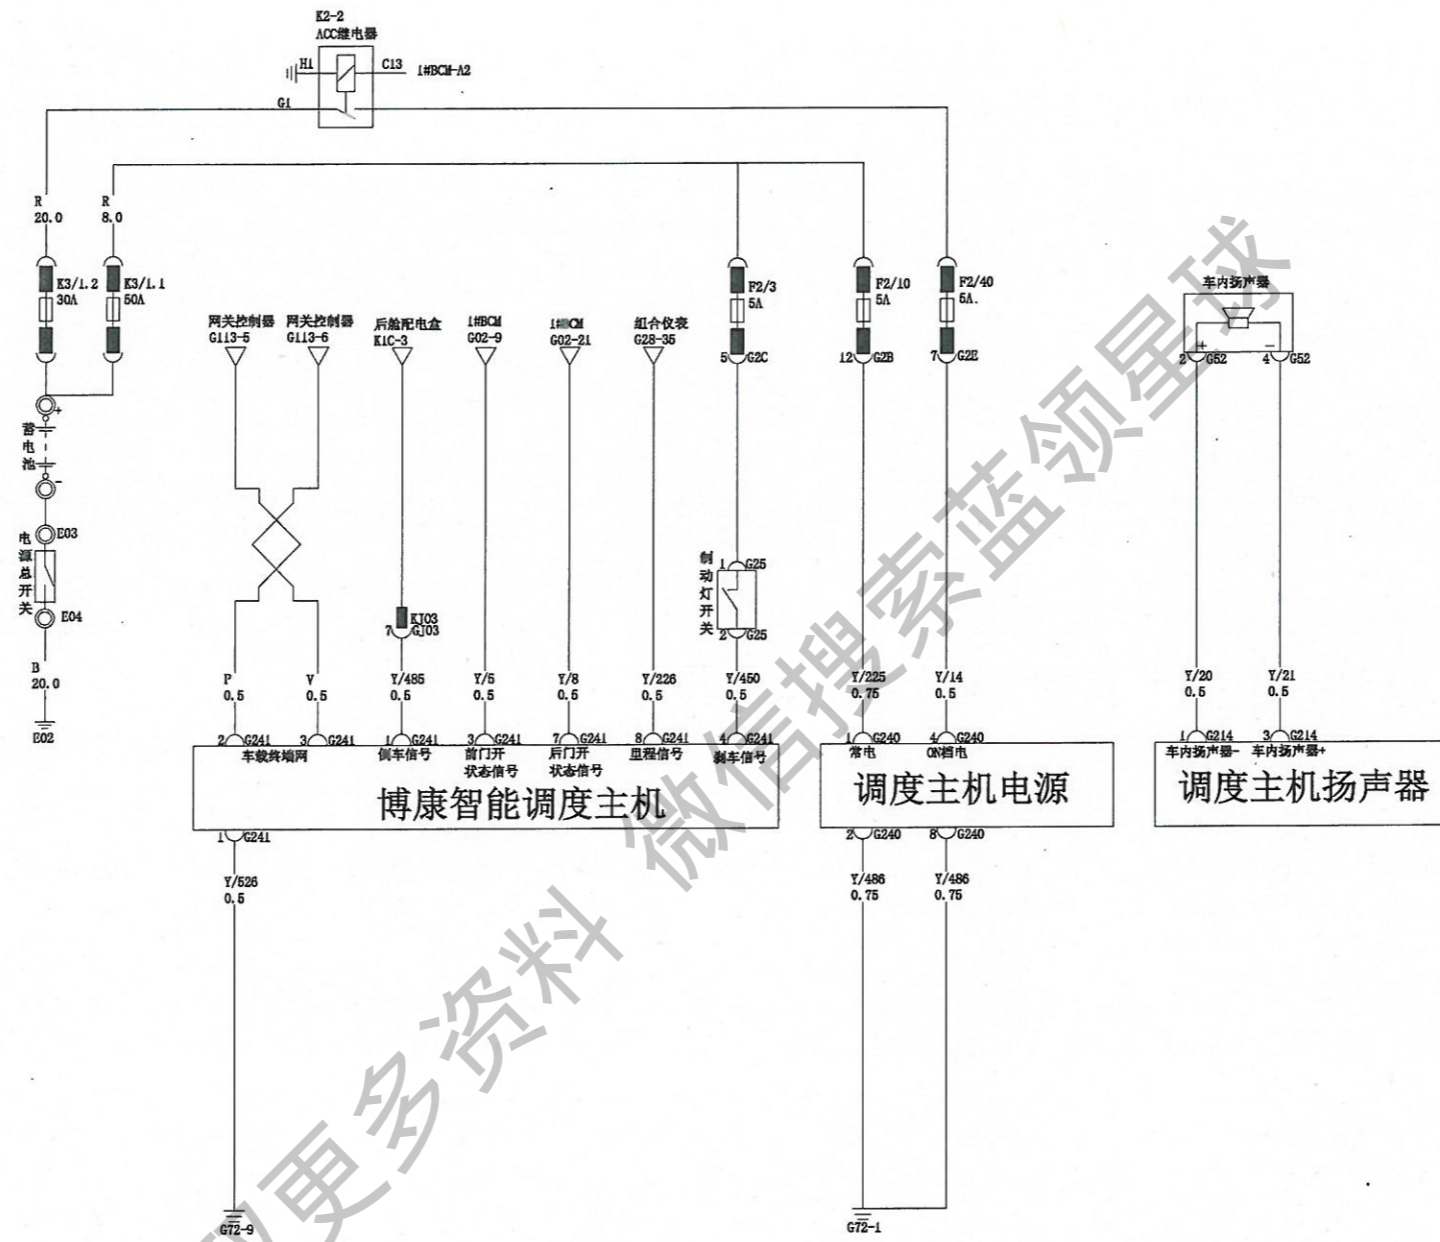 K2-2
ACC继电器
H1
C13
1#BCM-A2
G1
R
20.0
R
8.0
K3/1.2
30A
K3/1.1
50A
F2/3
5A
F2/10
5A
F2/40
5A.
车内扬声器
网关控制器
G113-5
网关控制器
G113-6
后舱配电盒
K1C-3
1#BCM
G02-9
1#BCM
G02-21
组合仪表
G28-35
5 G2C
12 G2B
7 G2E
+ −
2 G52
4 G52
+
蓄电池
-
电源总开关
E03
E04
B
20.0
E02
制动灯开关
1 G25
2 G25
KJ03
7 GJ03
P
0.5
V
0.5
Y/485
0.5
Y/5
0.5
Y/8
0.5
Y/226
0.5
Y/450
0.5
Y/225
0.75
Y/14
0.5
Y/20
0.5
Y/21
0.5
2 G241
3 G241
1 G241
3 G241
7 G241
8 G241
4 G241
1 G240
4 G240
1 G214
3 G214
车载终端网
倒车信号
前门开
状态信号
后门开
状态信号
里程信号
刹车信号
常电
ON档电
车内扬声器-
车内扬声器+
博康智能调度主机
调度主机电源
调度主机扬声器
1 G241
2 G240
8 G240
Y/526
0.5
Y/486
0.75
Y/486
0.75
G72-9
G72-1
更多资料 微信搜索蓝领星球